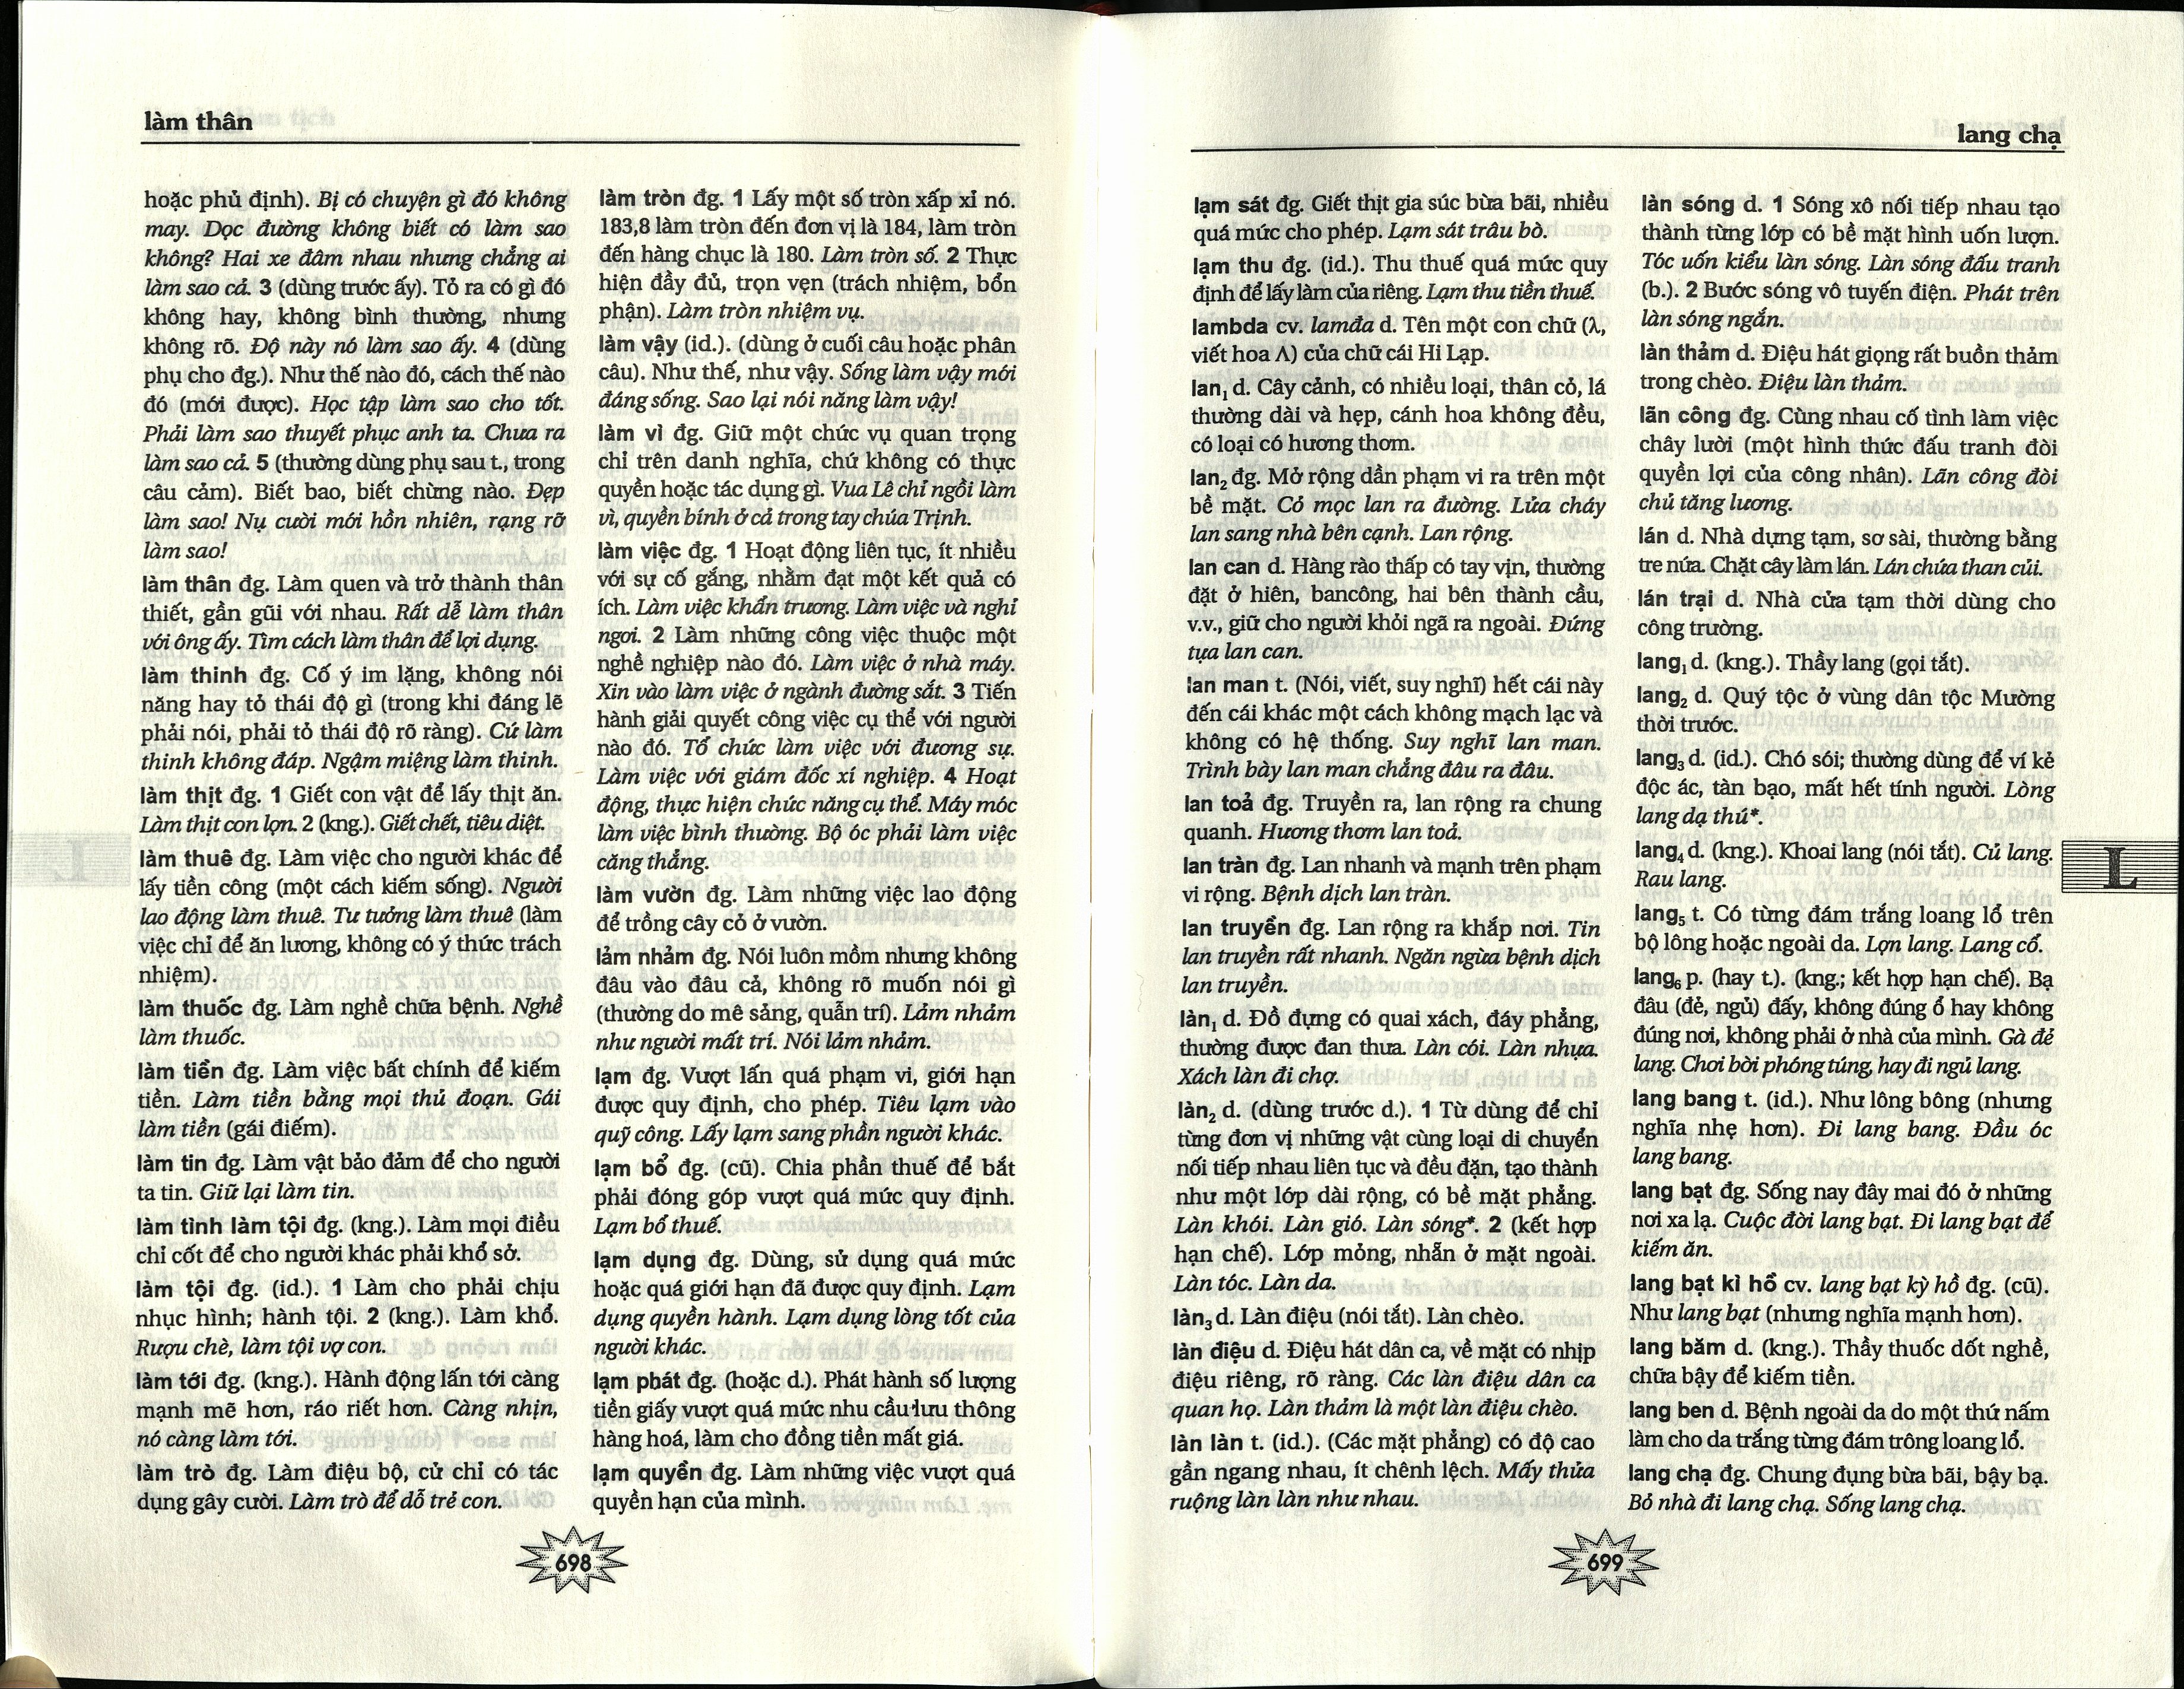 làm thân
hoặc phủ định). Bị có chuyện gì đó không
may. Dọc đường không biết có làm sao
không? Hai xe đâm nhau nhưng chẳng ai
làm sao cả. 3 (dùng trước ấy). Tỏ ra có gì đó
không hay, không bình thường, nhưng
không rõ. Độ này nó làm sao ấy. 4 (dùng
phụ cho đg.). Như thế nào đó, cách thế nào
đó (mới được). Học tập làm sao cho tốt.
Phải làm sao thuyết phục anh ta. Chưa ra
làm sao cả. 5 (thường dùng phụ sau t., trong
câu cảm). Biết bao, biết chừng nào. Đẹp
làm sao! Nụ cười mới hồn nhiên, rạng rỡ
làm sao!
làm thân đg. Làm quen và trở thành thân
thiết, gần gũi với nhau. Rất dễ làm thân
với ông ấy. Tìm cách làm thân để lợi dụng.
làm thinh đg. Cố ý im lặng, không nói
năng hay tỏ thái độ gì (trong khi đáng lẽ
phải nói, phải tỏ thái độ rõ ràng). Cứ làm
thinh không đáp. Ngậm miệng làm thinh.
làm thịt đg. 1 Giết con vật để lấy thịt ăn.
Làm thịt con lợn. 2 (kng.). Giết chết, tiêu diệt.
làm thuê đg. Làm việc cho người khác để
lấy tiền công (một cách kiếm sống). Người
lao động làm thuê. Tư tưởng làm thuê (làm
việc chỉ để ăn lương, không có ý thức trách
nhiệm).
làm thuốc đg. Làm nghề chữa bệnh. Nghề
làm thuốc.
làm tiền đg. Làm việc bất chính để kiếm
tiền. Làm tiền bằng mọi thủ đoạn. Gái
làm tiền (gái điếm).
làm tin đg. Làm vật bảo đảm để cho người
ta tin. Giữ lại làm tin.
làm tình làm tội đg. (kng.). Làm mọi điều
chỉ cốt để cho người khác phải khổ sở.
làm tội đg. (id.). 1 Làm cho phải chịu
nhục hình; hành tội. 2 (kng.). Làm khổ.
Rượu chè, làm tội vợ con.
làm tới đg. (kng.). Hành động lấn tới càng
mạnh mẽ hơn, ráo riết hơn. Càng nhịn,
nó càng làm tới.
làm trò đg. Làm điệu bộ, cử chỉ có tác
dụng gây cười. Làm trò để dỗ trẻ con.
làm tròn đg. 1 Lấy một số tròn xấp xỉ nó.
183,8 làm tròn đến đơn vị là 184, làm tròn
đến hàng chục là 180. Làm tròn số. 2 Thực
hiện đầy đủ, trọn vẹn (trách nhiệm, bổn
phận). Làm tròn nhiệm vụ.
làm vậy (id.). (dùng ở cuối câu hoặc phân
câu). Như thế, như vậy. Sống làm vậy mới
đáng sống. Sao lại nói năng làm vậy!
làm vì đg. Giữ một chức vụ quan trọng
chỉ trên danh nghĩa, chứ không có thực
quyền hoặc tác dụng gì. Vua Lê chỉ ngồi làm
vì, quyền bính ở cả trong tay chúa Trịnh.
làm việc đg. 1 Hoạt động liên tục, ít nhiều
với sự cố gắng, nhằm đạt một kết quả có
ích. Làm việc khẩn trương. Làm việc và nghỉ
ngơi. 2 Làm những công việc thuộc một
nghề nghiệp nào đó. Làm việc ở nhà máy.
Xin vào làm việc ở ngành đường sắt. 3 Tiến
hành giải quyết công việc cụ thể với người
nào đó. Tổ chức làm việc với đương sự.
Làm việc với giám đốc xí nghiệp. 4 Hoạt
động, thực hiện chức năng cụ thể. Máy móc
làm việc bình thường. Bộ óc phải làm việc
căng thẳng.
làm vườn đg. Làm những việc lao động
để trồng cây cỏ ở vườn.
lảm nhảm đg. Nói luôn mồm nhưng không
đâu vào đâu cả, không rõ muốn nói gì
(thường do mê sảng, quẫn trí). Lảm nhảm
như người mất trí. Nói lảm nhảm.
lạm đg. Vượt lấn quá phạm vi, giới hạn
được quy định, cho phép. Tiêu lạm vào
quỹ công. Lấy lạm sang phần người khác.
lạm bổ đg. (cũ). Chia phần thuế để bắt
phải đóng góp vượt quá mức quy định.
Lạm bổ thuế.
lạm dụng đg. Dùng, sử dụng quá mức
hoặc quá giới hạn đã được quy định. Lạm
dụng quyền hành. Lạm dụng lòng tốt của
người khác.
lạm phát đg. (hoặc d.). Phát hành số lượng
tiền giấy vượt quá mức nhu cầu lưu thông
hàng hoá, làm cho đồng tiền mất giá.
lạm quyền đg. Làm những việc vượt quá
quyền hạn của mình.
698
lang chạ
lạm sát đg. Giết thịt gia súc bừa bãi, nhiều
quá mức cho phép. Lạm sát trâu bò.
lạm thu đg. (id.). Thu thuế quá mức quy
định để lấy làm của riêng. Lạm thu tiền thuế.
lambda cv. lamđa d. Tên một con chữ (λ,
viết hoa Λ) của chữ cái Hi Lạp.
lan₁ d. Cây cảnh, có nhiều loại, thân cỏ, lá
thường dài và hẹp, cánh hoa không đều,
có loại có hương thơm.
lan₂ đg. Mở rộng dần phạm vi ra trên một
bề mặt. Cỏ mọc lan ra đường. Lửa cháy
lan sang nhà bên cạnh. Lan rộng.
lan can d. Hàng rào thấp có tay vịn, thường
đặt ở hiên, bancông, hai bên thành cầu,
v.v., giữ cho người khỏi ngã ra ngoài. Đứng
tựa lan can.
lan man t. (Nói, viết, suy nghĩ) hết cái này
đến cái khác một cách không mạch lạc và
không có hệ thống. Suy nghĩ lan man.
Trình bày lan man chẳng đâu ra đâu.
lan toả đg. Truyền ra, lan rộng ra chung
quanh. Hương thơm lan toả.
lan tràn đg. Lan nhanh và mạnh trên phạm
vi rộng. Bệnh dịch lan tràn.
lan truyền đg. Lan rộng ra khắp nơi. Tin
lan truyền rất nhanh. Ngăn ngừa bệnh dịch
lan truyền.
làn₁ d. Đồ đựng có quai xách, đáy phẳng,
thường được đan thưa. Làn cói. Làn nhựa.
Xách làn đi chợ.
làn₂ d. (dùng trước d.). 1 Từ dùng để chỉ
từng đơn vị những vật cùng loại di chuyển
nối tiếp nhau liên tục và đều đặn, tạo thành
như một lớp dài rộng, có bề mặt phẳng.
Làn khói. Làn gió. Làn sóng*. 2 (kết hợp
hạn chế). Lớp mỏng, nhẵn ở mặt ngoài.
Làn tóc. Làn da.
làn₃ d. Làn điệu (nói tắt). Làn chèo.
làn điệu d. Điệu hát dân ca, về mặt có nhịp
điệu riêng, rõ ràng. Các làn điệu dân ca
quan họ. Làn thảm là một làn điệu chèo.
làn làn t. (id.). (Các mặt phẳng) có độ cao
gần ngang nhau, ít chênh lệch. Mấy thửa
ruộng làn làn như nhau.
làn sóng d. 1 Sóng xô nối tiếp nhau tạo
thành từng lớp có bề mặt hình uốn lượn.
Tóc uốn kiểu làn sóng. Làn sóng đấu tranh
(b.). 2 Bước sóng vô tuyến điện. Phát trên
làn sóng ngắn.
làn thảm d. Điệu hát giọng rất buồn thảm
trong chèo. Điệu làn thảm.
lãn công đg. Cùng nhau cố tình làm việc
chây lười (một hình thức đấu tranh đòi
quyền lợi của công nhân). Lãn công đòi
chủ tăng lương.
lán d. Nhà dựng tạm, sơ sài, thường bằng
tre nứa. Chặt cây làm lán. Lán chứa than củi.
lán trại d. Nhà cửa tạm thời dùng cho
công trường.
lang₁ d. (kng.). Thầy lang (gọi tắt).
lang₂ d. Quý tộc ở vùng dân tộc Mường
thời trước.
lang₃ d. (id.). Chó sói; thường dùng để ví kẻ
độc ác, tàn bạo, mất hết tính người. Lòng
lang dạ thú*.
lang₄ d. (kng.). Khoai lang (nói tắt). Củ lang.
Rau lang.
lang₅ t. Có từng đám trắng loang lổ trên
bộ lông hoặc ngoài da. Lợn lang. Lang cổ.
lang₆ p. (hay t.). (kng.; kết hợp hạn chế). Bạ
đâu (đẻ, ngủ) đấy, không đúng ổ hay không
đúng nơi, không phải ở nhà của mình. Gà đẻ
lang. Chơi bời phóng túng, hay đi ngủ lang.
lang bang t. (id.). Như lông bông (nhưng
nghĩa nhẹ hơn). Đi lang bang. Đầu óc
lang bang.
lang bạt đg. Sống nay đây mai đó ở những
nơi xa lạ. Cuộc đời lang bạt. Đi lang bạt để
kiếm ăn.
lang bạt kì hồ cv. lang bạt kỳ hồ đg. (cũ).
Như lang bạt (nhưng nghĩa mạnh hơn).
lang băm d. (kng.). Thầy thuốc dốt nghề,
chữa bậy để kiếm tiền.
lang ben d. Bệnh ngoài da do một thứ nấm
làm cho da trắng từng đám trông loang lổ.
lang chạ đg. Chung đụng bừa bãi, bậy bạ.
Bỏ nhà đi lang chạ. Sống lang chạ.
L
699